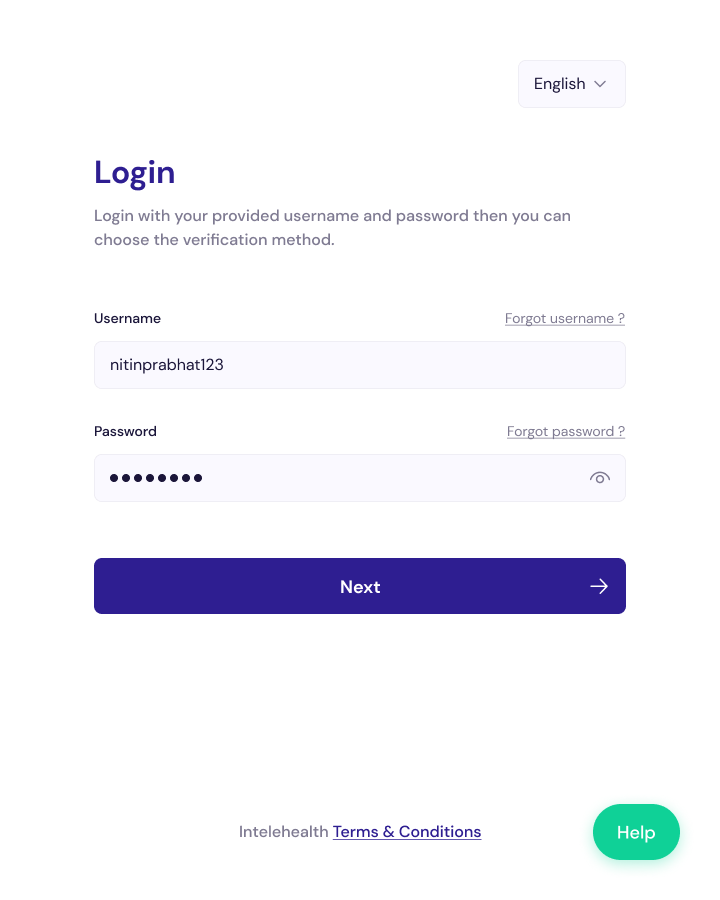 English
Login
Login with your provided username and password then you can
choose the verification method.
Username
Forgot username ?
nitinprabhat123
Password
Forgot password ?
Next
Intelehealth Terms & Conditions
Help